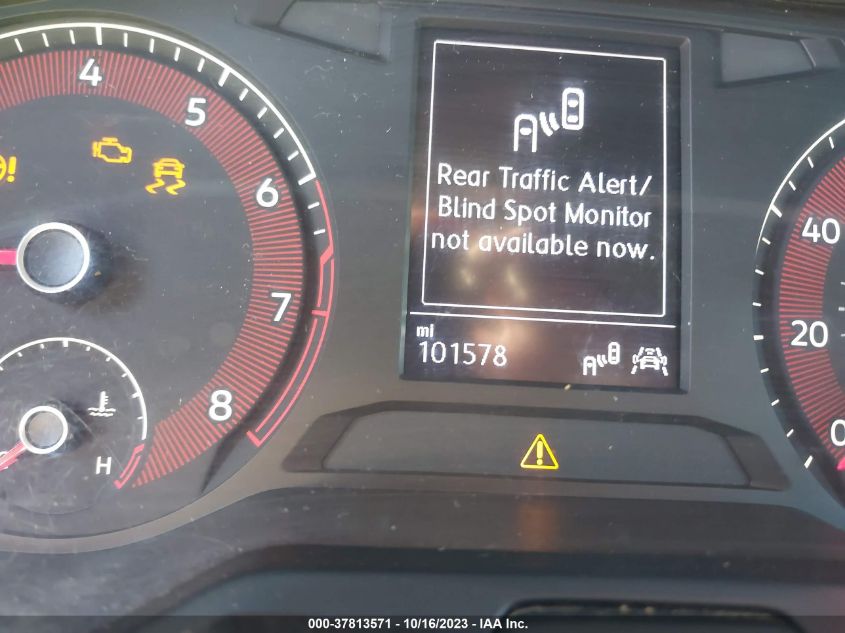 4
5
6
7
8
H
Rear Traffic Alert/
Blind Spot Monitor
not available now.
mi
101578
40
20
0
000-37813571 - 10/16/2023 - IAA Inc.